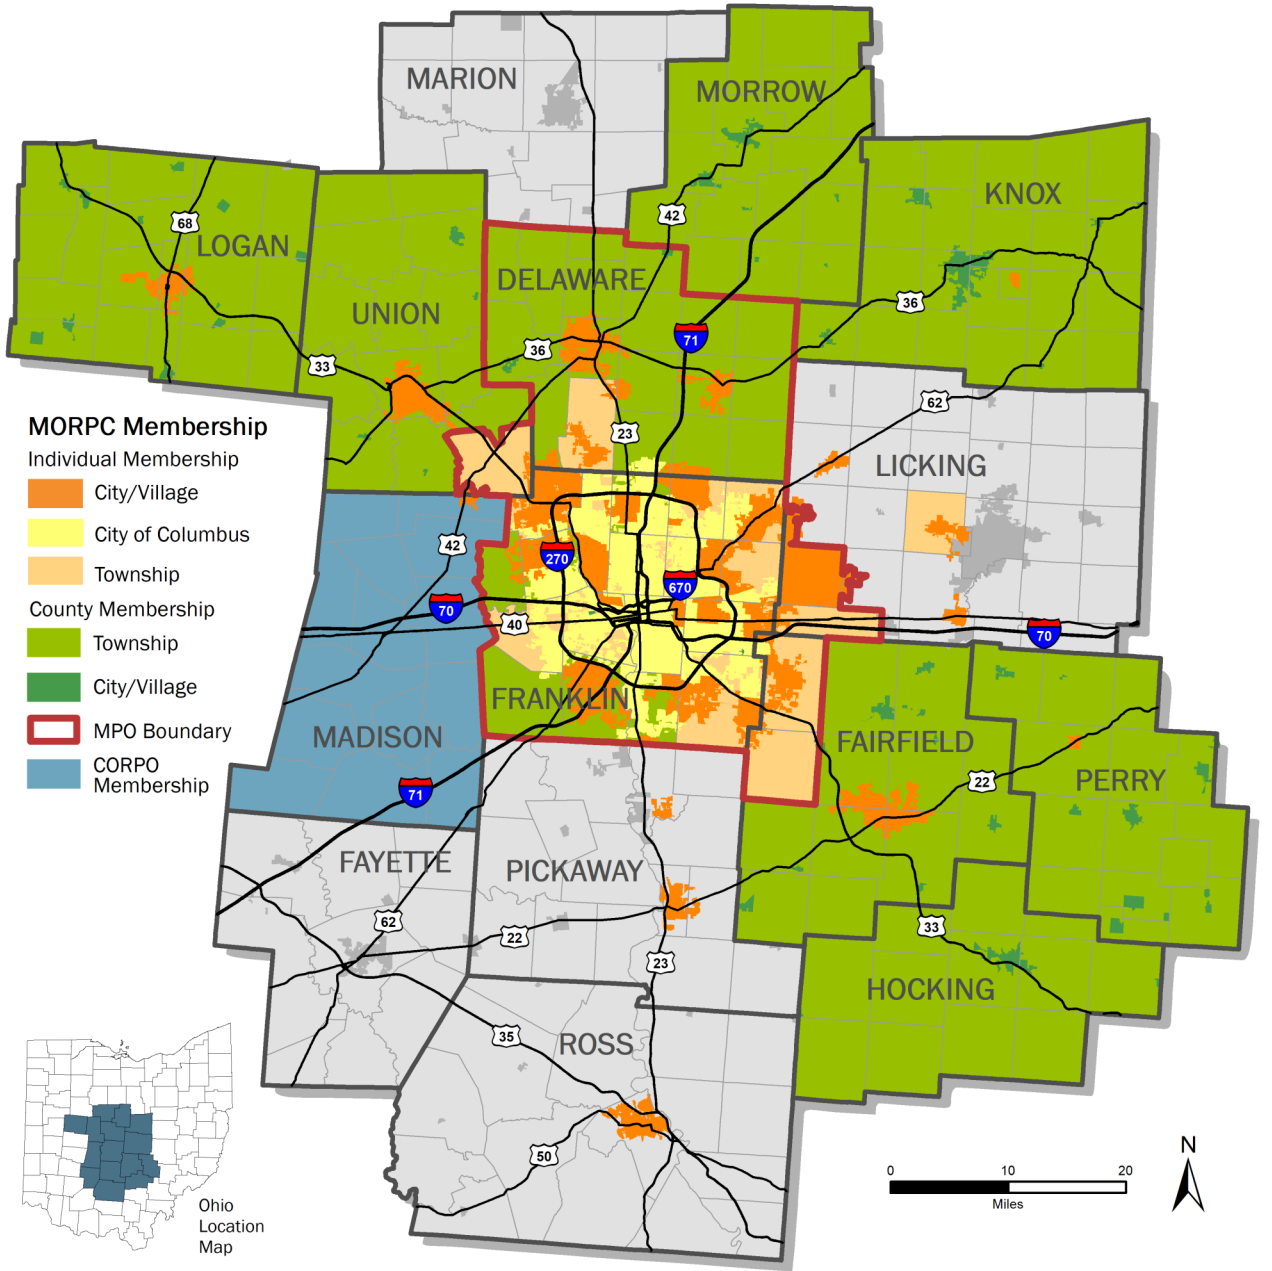 MARION
MORROW
KNOX
42
68
LOGAN
DELAWARE
UNION
36
71
36
33
62
23
LICKING
MORPC Membership
Individual Membership
City/Village
City of Columbus
Township
County Membership
Township
City/Village
MPO Boundary
CORPO
Membership
42
270
670
70
40
70
FRANKLIN
MADISON
FAIRFIELD
PERRY
22
71
FAYETTE
PICKAWAY
62
22
33
23
HOCKING
35
ROSS
50
Ohio
Location
Map
0 10 20
Miles
N